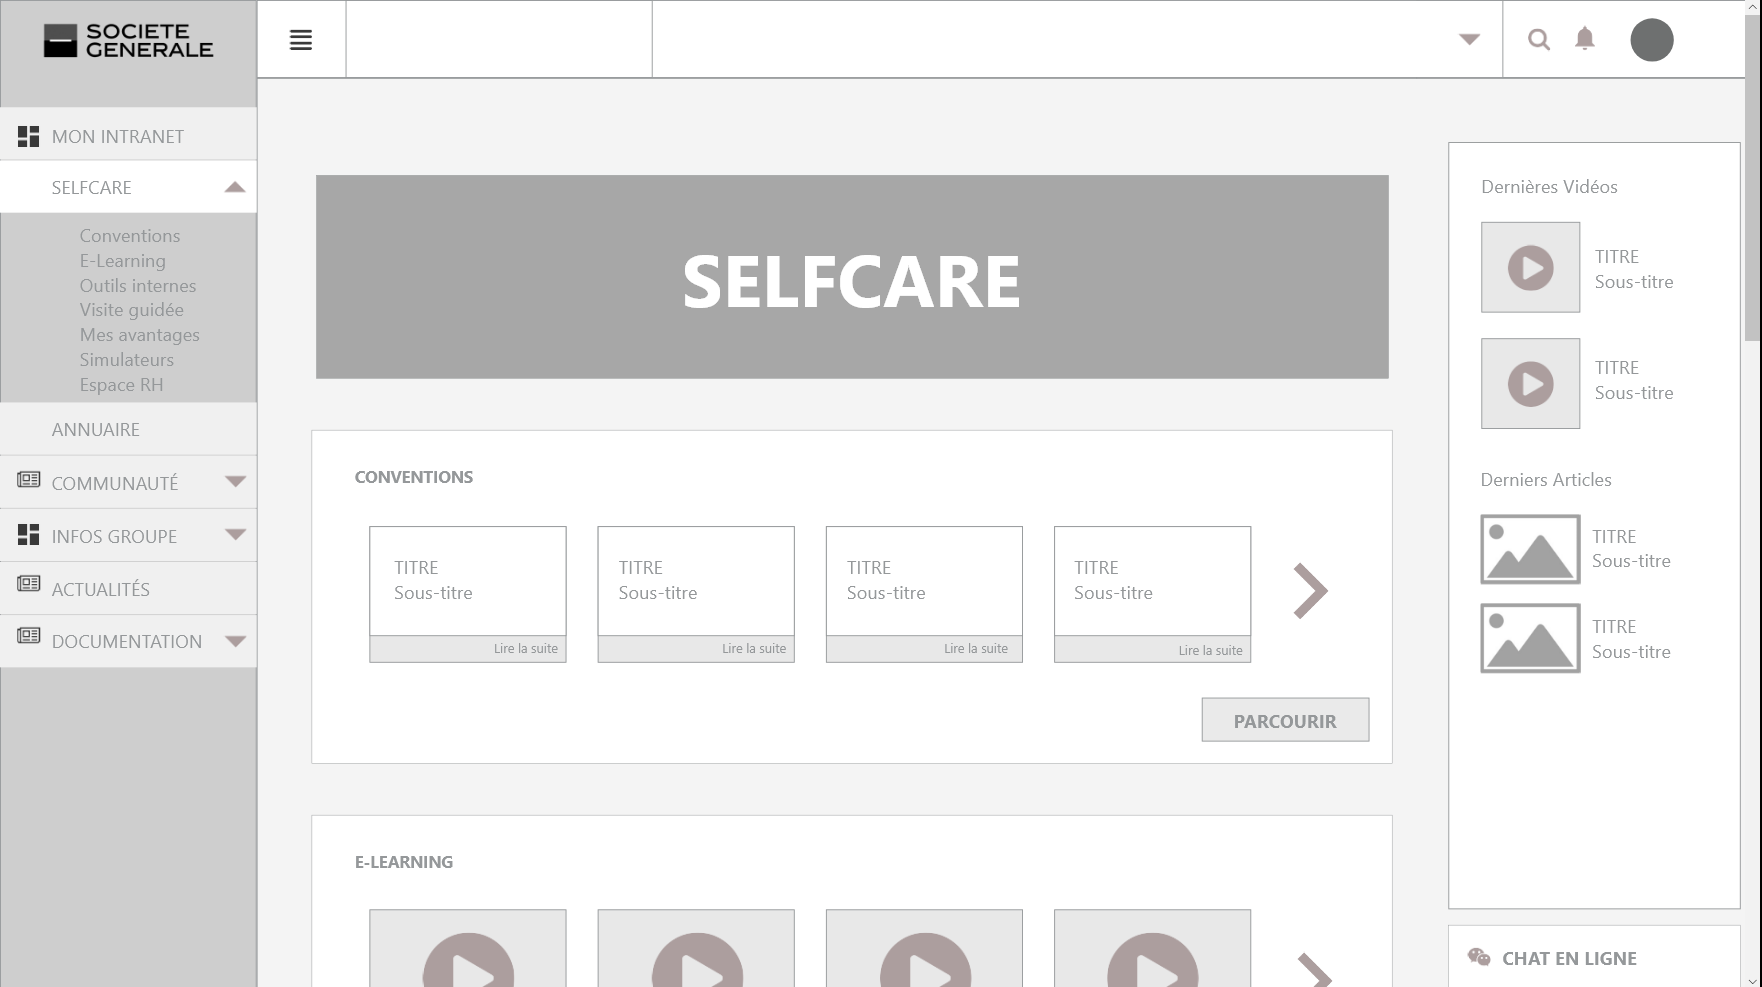 SOCIETE
GENERALE
MON INTRANET
SELFCARE
Conventions
E-Learning
Outils internes
Visite guidée
Mes avantages
Simulateurs
Espace RH
ANNUAIRE
COMMUNAUTÉ
INFOS GROUPE
ACTUALITÉS
DOCUMENTATION
SELFCARE
CONVENTIONS
TITRE
Sous-titre
Lire la suite
TITRE
Sous-titre
Lire la suite
TITRE
Sous-titre
Lire la suite
TITRE
Sous-titre
Lire la suite
PARCOURIR
E-LEARNING
Dernières Vidéos
TITRE
Sous-titre
TITRE
Sous-titre
Derniers Articles
TITRE
Sous-titre
TITRE
Sous-titre
CHAT EN LIGNE